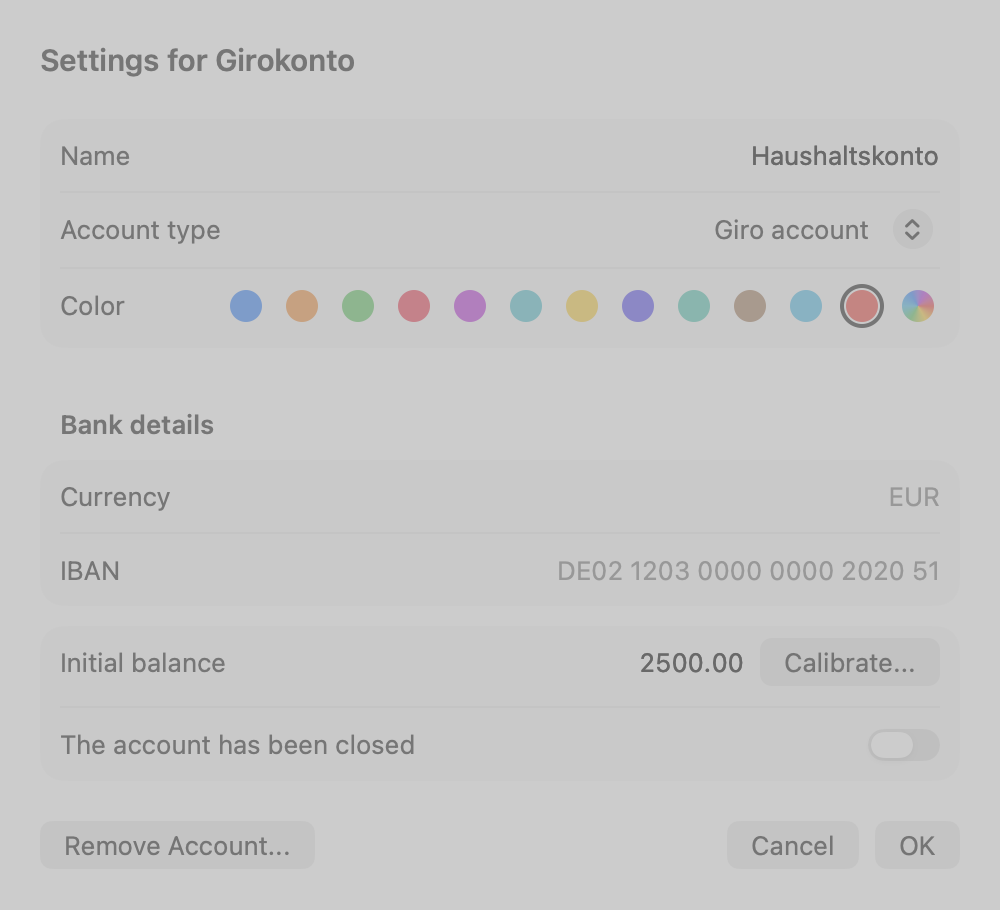 Settings for Girokonto
Name Haushaltskonto
Account type Giro account
Color
Bank details
Currency EUR
IBAN DE02 1203 0000 0000 2020 51
Initial balance 2500.00 Calibrate...
The account has been closed
Remove Account... Cancel OK